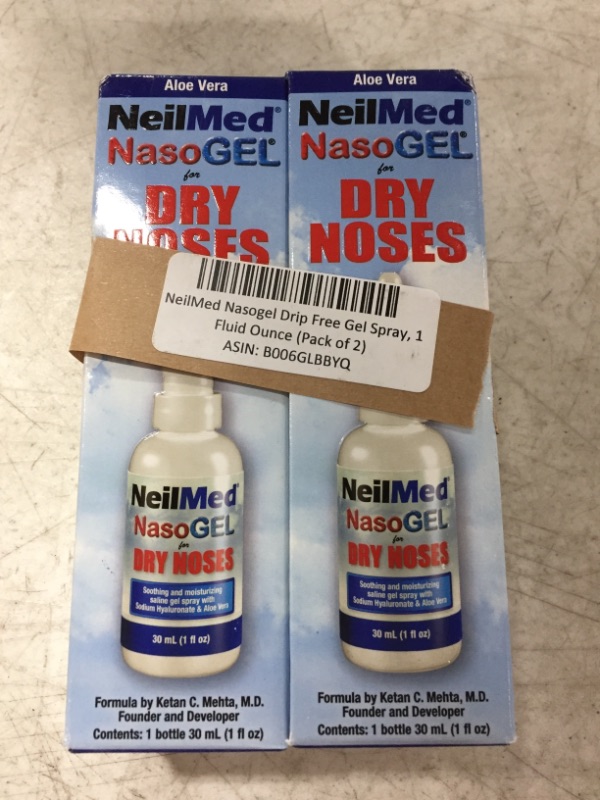 Aloe Vera
NeilMed®
NasoGEL
for
DRY
NOSES
Aloe Vera
NeilMed®
NasoGEL
for
DRY
NOSES
NeilMed Nasogel Drip Free Gel Spray, 1
Fluid Ounce (Pack of 2)
ASIN: B006GLBBYQ
NeilMed
NasoGEL
for
DRY NOSES
Soothing and moisturizing
saline gel spray with
Sodium Hyaluronate & Aloe Vera
30 mL (1 fl oz)
Formula by Ketan C. Mehta, M.D.
Founder and Developer
Contents: 1 bottle 30 mL (1 fl oz)
NeilMed
NasoGEL
for
DRY NOSES
Soothing and moisturizing
saline gel spray with
Sodium Hyaluronate & Aloe Vera
30 mL (1 fl oz)
Formula by Ketan C. Mehta, M.D.
Founder and Developer
Contents: 1 bottle 30 mL (1 fl oz)